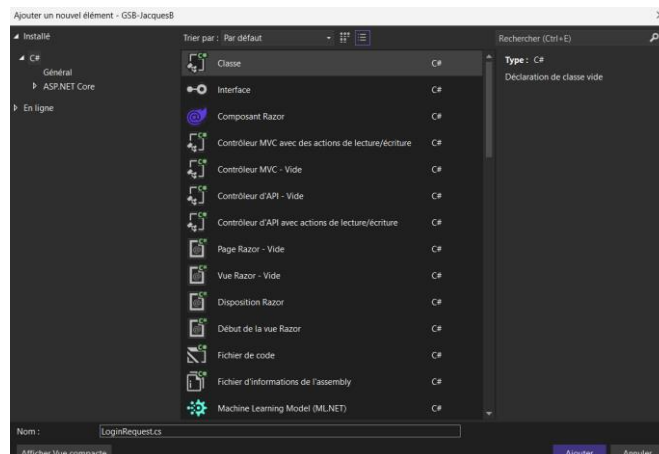 Ajouter un nouvel élément - GSB-JacquesB
Installé
Trier par : Par défaut
Rechercher (Ctrl+E)
C#
Général
ASP.NET Core
En ligne
Classe C#
Interface C#
Composant Razor C#
Contrôleur MVC avec des actions de lecture/écriture C#
Contrôleur MVC - Vide C#
Contrôleur d'API - Vide C#
Contrôleur d'API avec actions de lecture/écriture C#
Page Razor - Vide C#
Vue Razor - Vide C#
Disposition Razor C#
Début de la vue Razor C#
Fichier de code C#
Fichier d'informations de l'assembly C#
Machine Learning Model (ML.NET) C#
Type : C#
Déclaration de classe vide
Nom : LoginRequest.cs
Afficher Vue compacte
Ajouter
Annuler